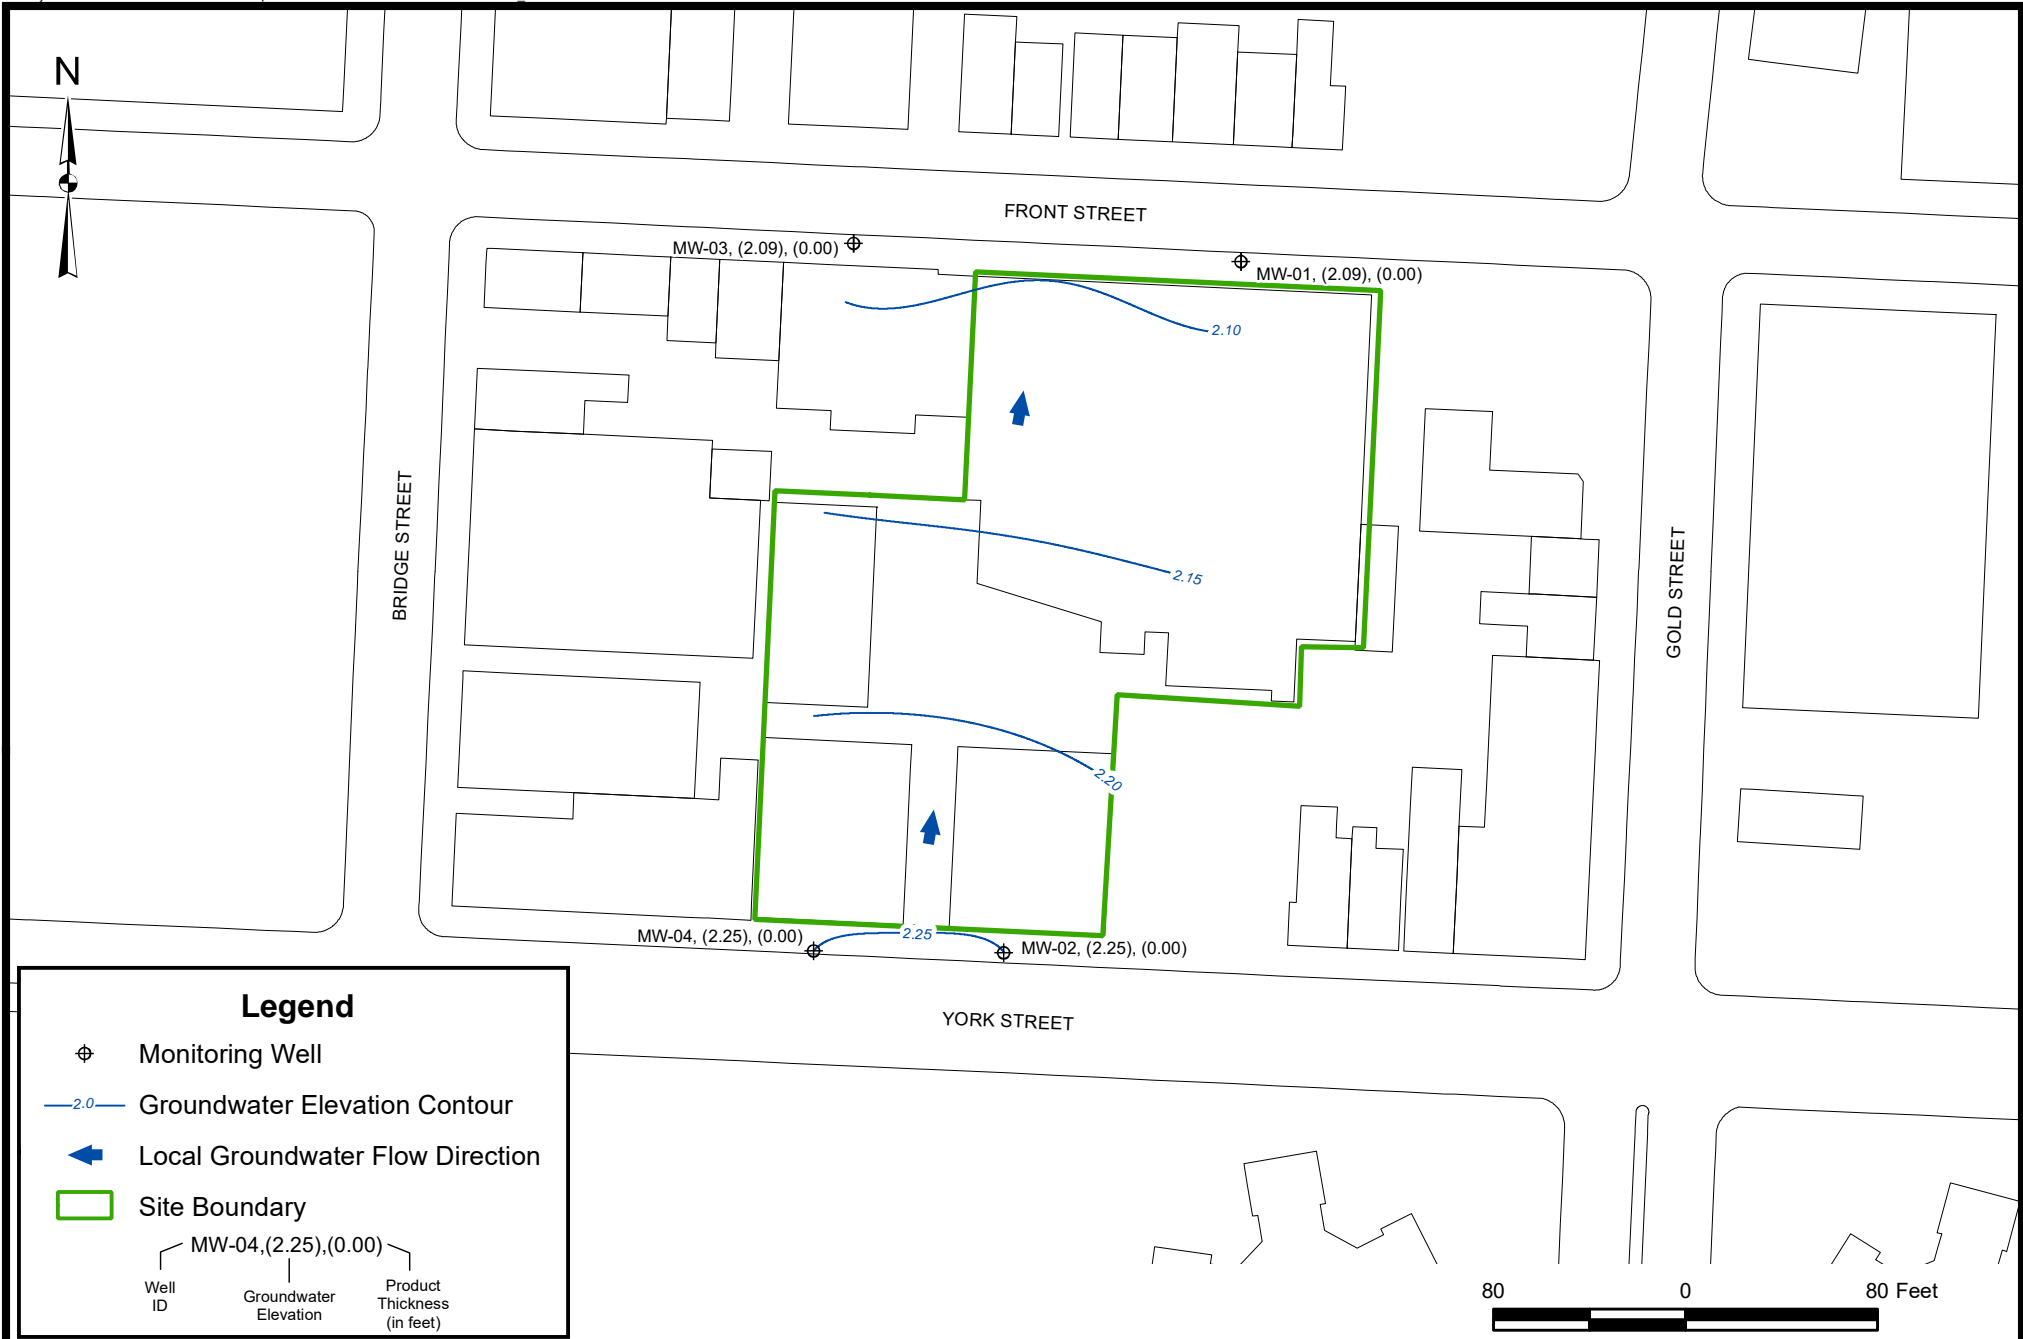 N
FRONT STREET
MW-03, (2.09), (0.00)
MW-01, (2.09), (0.00)
2.10
BRIDGE STREET
GOLD STREET
2.15
2.20
MW-04, (2.25), (0.00)
2.25
MW-02, (2.25), (0.00)
YORK STREET
Legend
Monitoring Well
2.0
Groundwater Elevation Contour
Local Groundwater Flow Direction
Site Boundary
MW-04,(2.25),(0.00)
Well
ID
Groundwater
Elevation
Product
Thickness
(in feet)
80 0 80 Feet